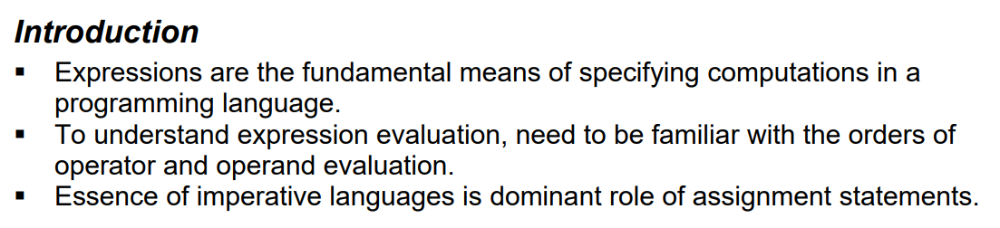 Introduction
▪ Expressions are the fundamental means of specifying computations in a
programming language.
▪ To understand expression evaluation, need to be familiar with the orders of
operator and operand evaluation.
▪ Essence of imperative languages is dominant role of assignment statements.